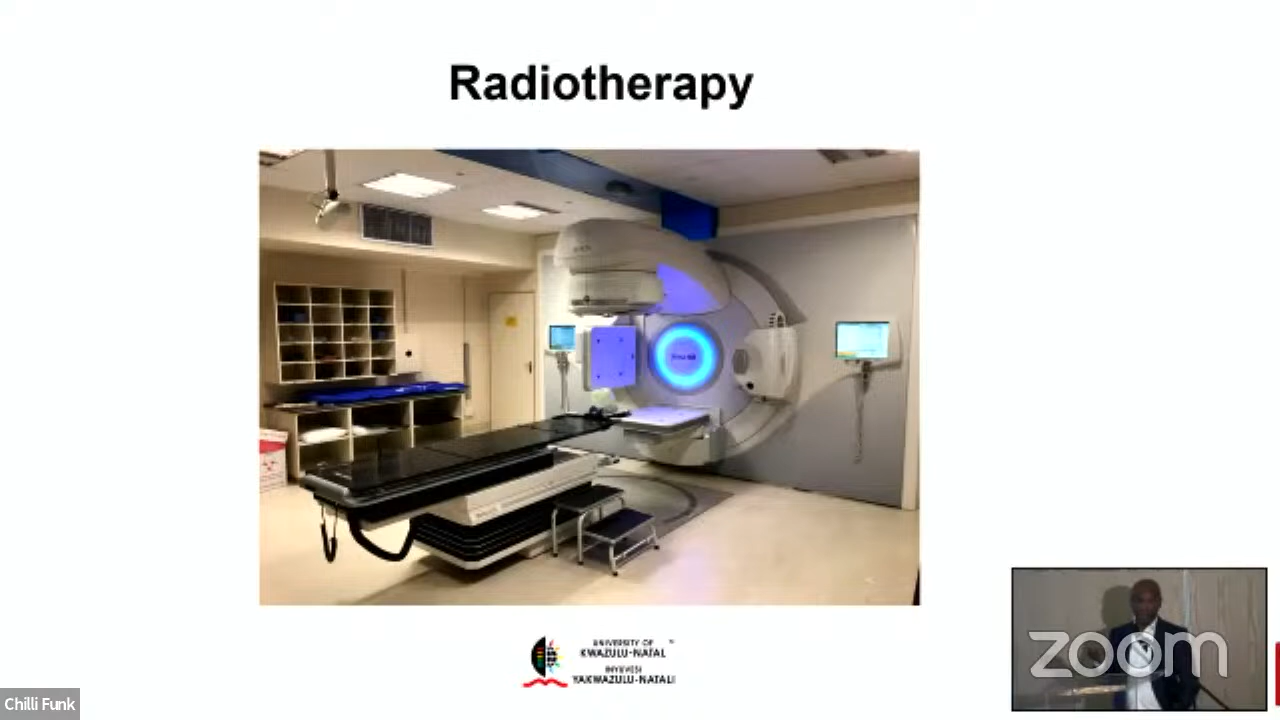 Radiotherapy
UNIVERSITY OF
KWAZULU-NATAL
INYUVESI
YAKWAZULU-NATALI
Chilli Funk
zoom